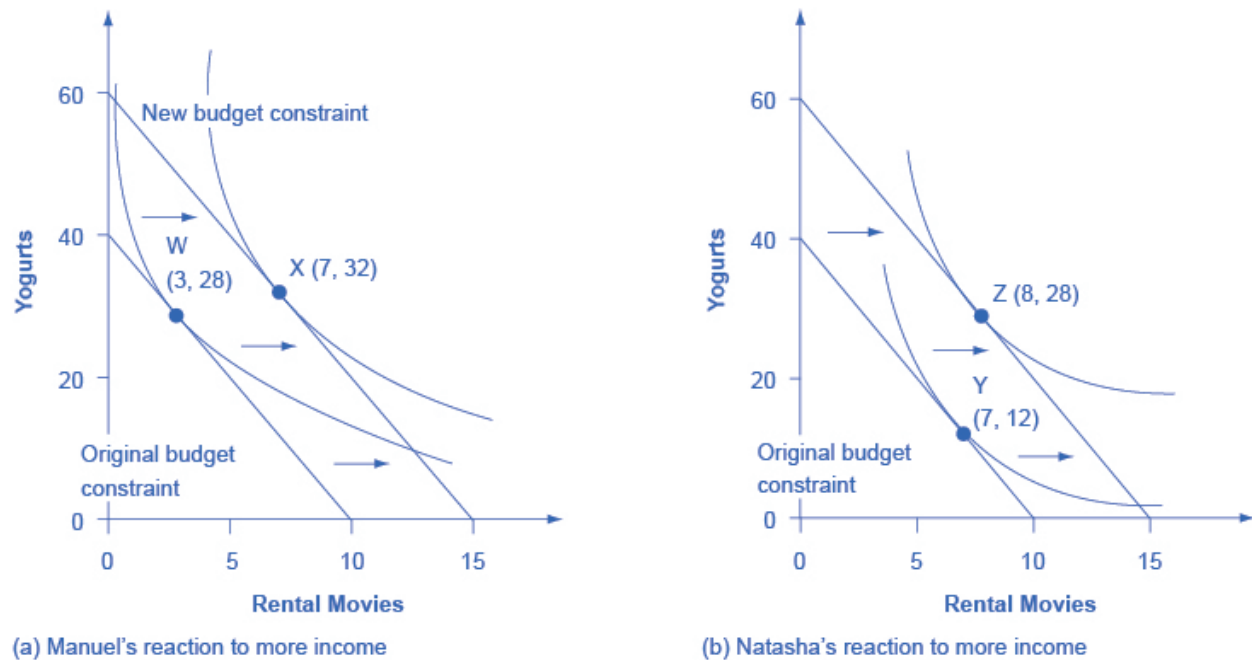 60
New budget constraint
40
W
(3, 28)
X (7, 32)
Yogurts
20
Original budget
constraint
0
0 5 10 15
Rental Movies
(a) Manuel's reaction to more income
60
40
Z (8, 28)
Yogurts
20
Y
(7, 12)
Original budget
constraint
0
0 5 10 15
Rental Movies
(b) Natasha's reaction to more income